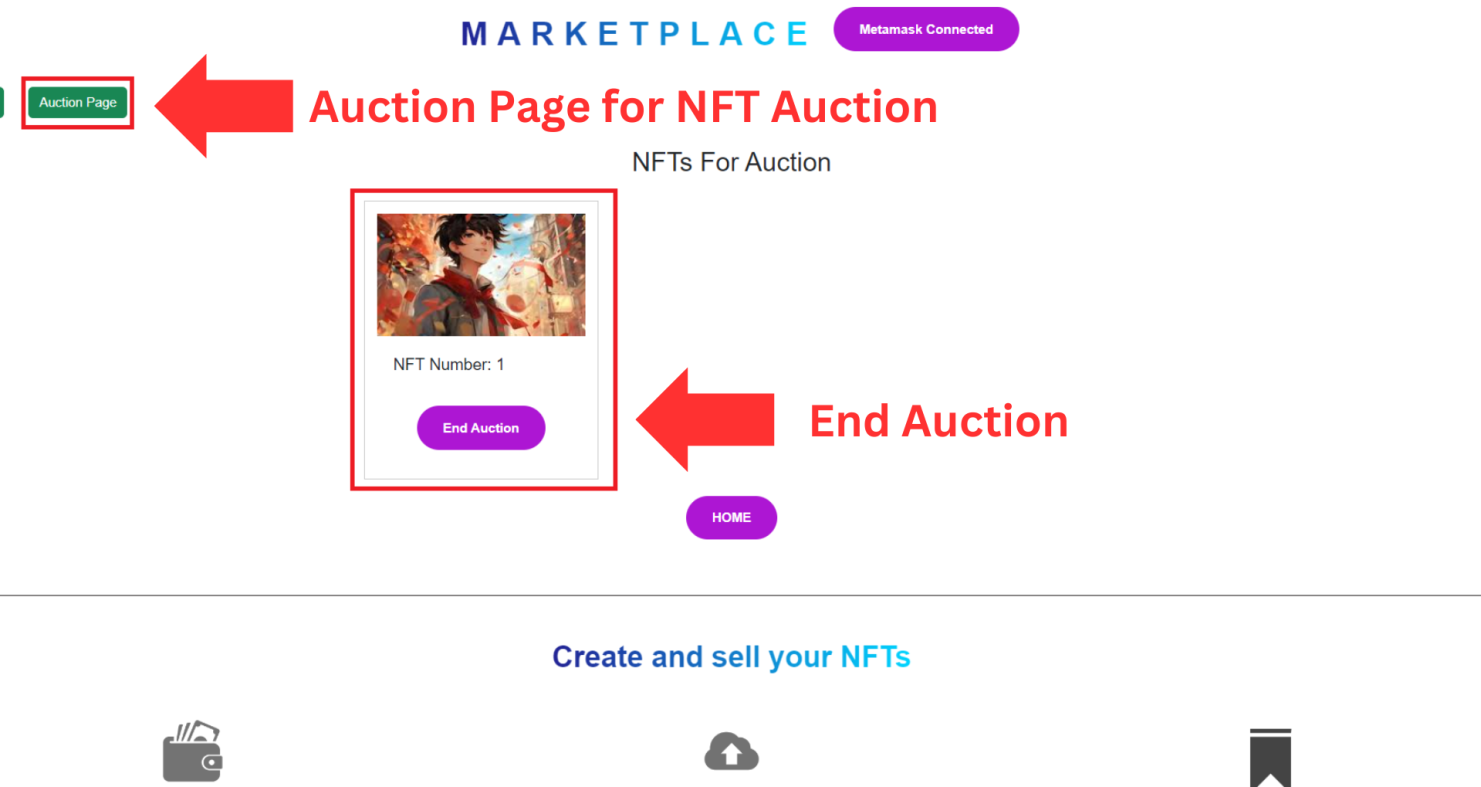 MARKETPLACE
Metamask Connected
Auction Page
Auction Page for NFT Auction
NFTs For Auction
NFT Number: 1
End Auction
End Auction
HOME
Create and sell your NFTs